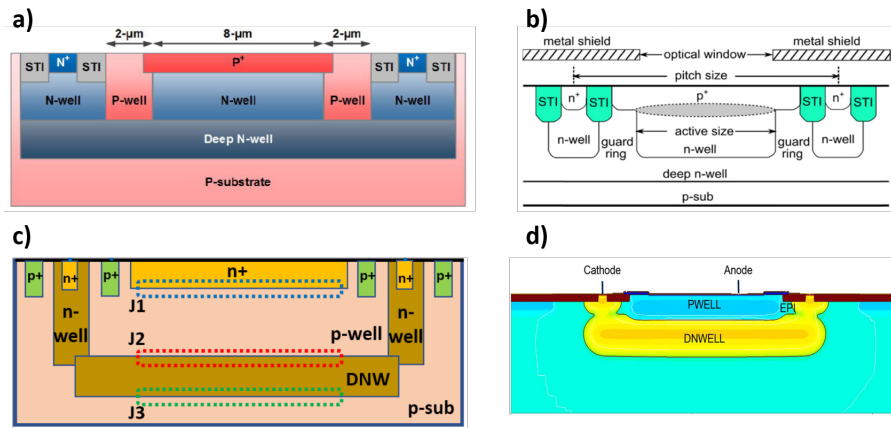 a)
2-μm 8-μm 2-μm
STI N⁺ STI P⁺ STI N⁺ STI
N-well P-well N-well P-well N-well
Deep N-well
P-substrate
b)
metal shield optical window metal shield
pitch size
STI n⁺ STI p⁺ STI n⁺ STI
active size
n-well guard ring n-well guard ring n-well
deep n-well
p-sub
c)
p+ n+ p+ n+ p+ n+ p+
J1
n-well J2 p-well n-well
DNW
J3 p-sub
d)
Cathode Anode
PWELL EPI
DNWELL